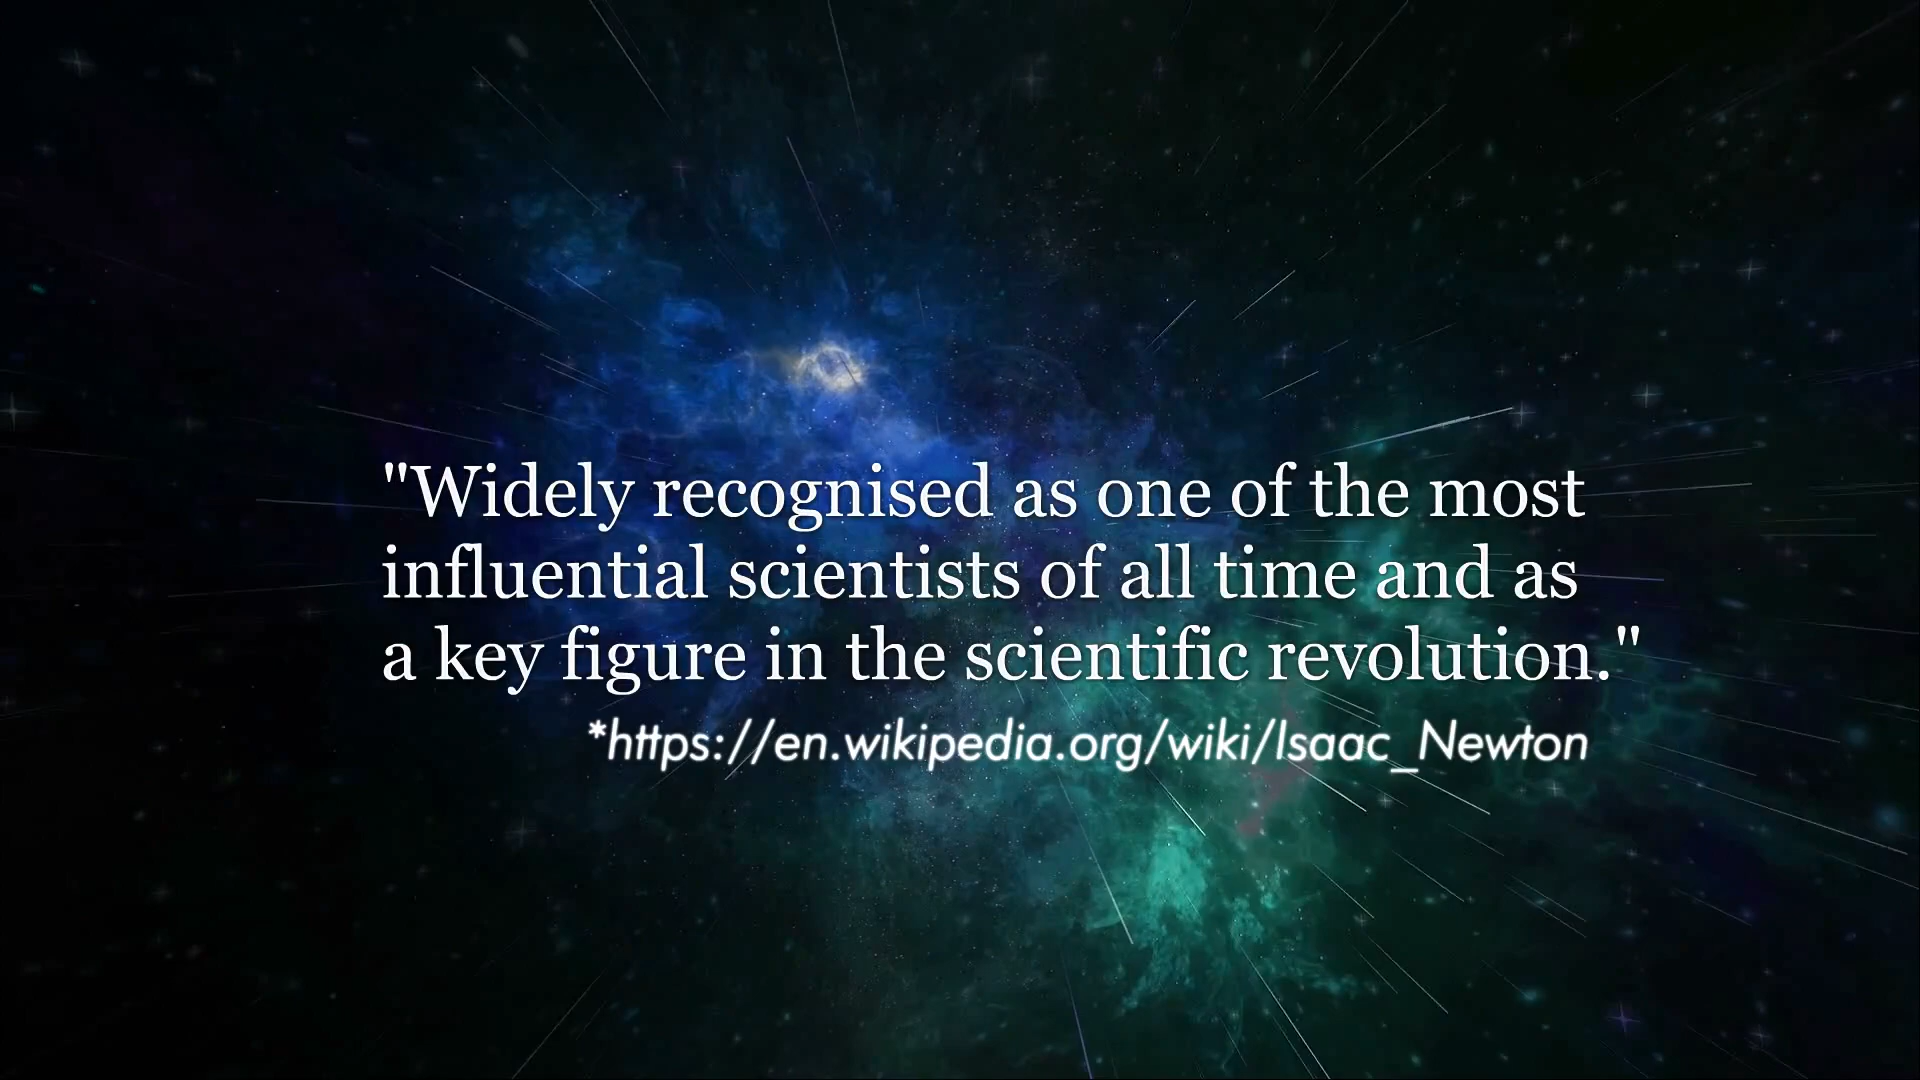 "Widely recognised as one of the most
influential scientists of all time and as
a key figure in the scientific revolution."
*https://en.wikipedia.org/wiki/Isaac_Newton